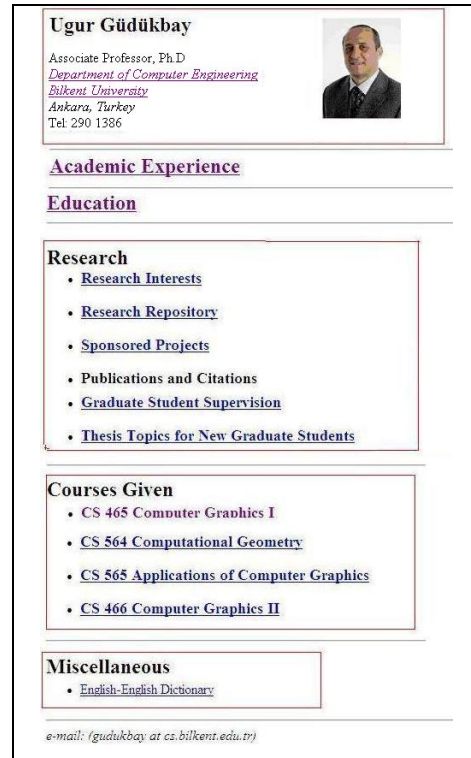 Ugur Güdükbay
Associate Professor, Ph.D
Department of Computer Engineering
Bilkent University
Ankara, Turkey
Tel: 290 1386
Academic Experience
Education
Research
• Research Interests
• Research Repository
• Sponsored Projects
• Publications and Citations
• Graduate Student Supervision
• Thesis Topics for New Graduate Students
Courses Given
• CS 465 Computer Graphics I
• CS 564 Computational Geometry
• CS 565 Applications of Computer Graphics
• CS 466 Computer Graphics II
Miscellaneous
• English-English Dictionary
e-mail: (gudukbay at cs.bilkent.edu.tr)